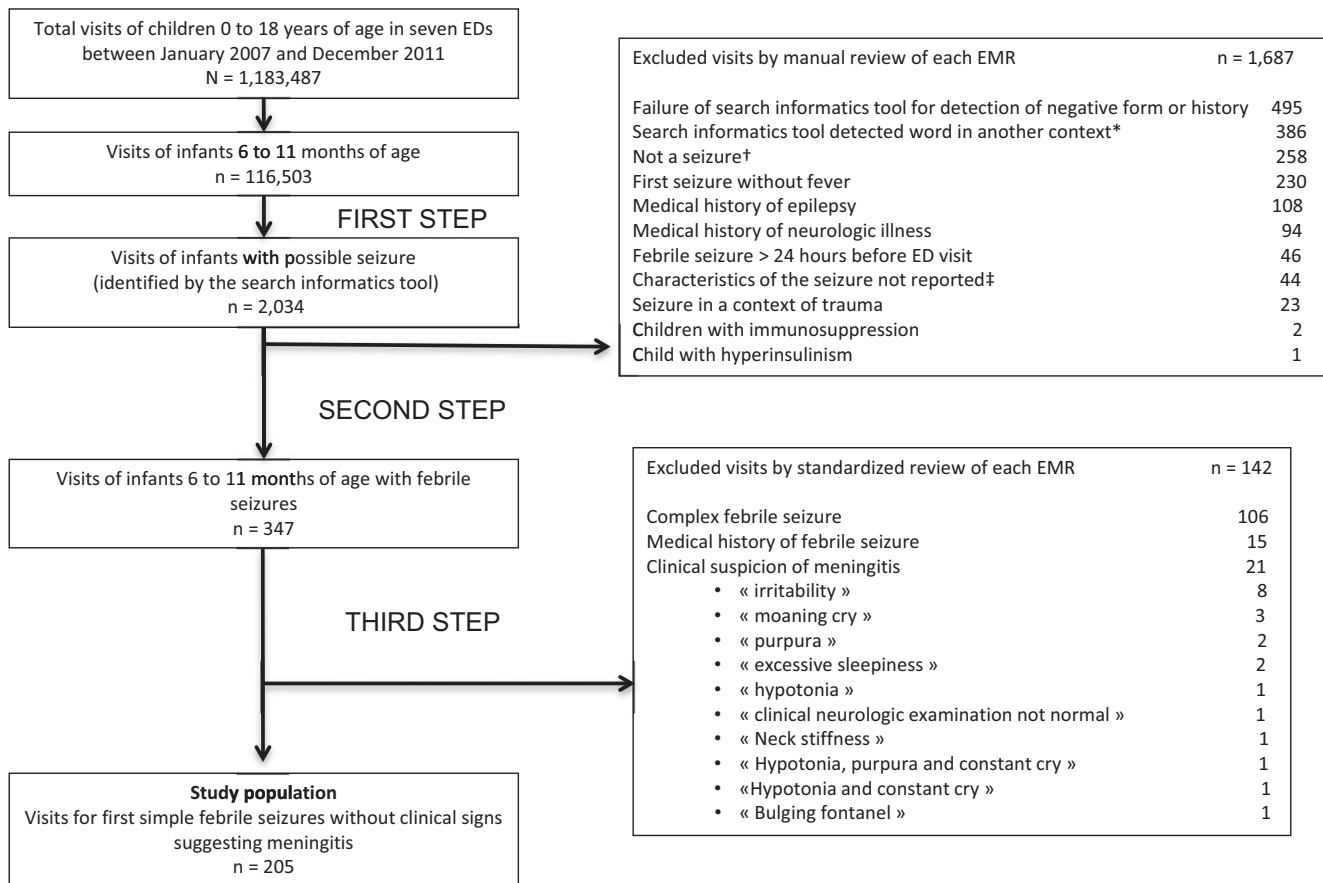 Total visits of children 0 to 18 years of age in seven EDs
between January 2007 and December 2011
N = 1,183,487
Visits of infants 6 to 11 months of age
n = 116,503
FIRST STEP
Visits of infants with possible seizure
(identified by the search informatics tool)
n = 2,034
Excluded visits by manual review of each EMR n = 1,687
Failure of search informatics tool for detection of negative form or history 495
Search informatics tool detected word in another context* 386
Not a seizure† 258
First seizure without fever 230
Medical history of epilepsy 108
Medical history of neurologic illness 94
Febrile seizure > 24 hours before ED visit 46
Characteristics of the seizure not reported‡ 44
Seizure in a context of trauma 23
Children with immunosuppression 2
Child with hyperinsulinism 1
SECOND STEP
Visits of infants 6 to 11 months of age with febrile
seizures
n = 347
Excluded visits by standardized review of each EMR n = 142
Complex febrile seizure 106
Medical history of febrile seizure 15
Clinical suspicion of meningitis 21
• « irritability » 8
• « moaning cry » 3
• « purpura » 2
• « excessive sleepiness » 2
• « hypotonia » 1
• « clinical neurologic examination not normal » 1
• « Neck stiffness » 1
• « Hypotonia, purpura and constant cry » 1
• «Hypotonia and constant cry » 1
• « Bulging fontanel » 1
THIRD STEP
Study population
Visits for first simple febrile seizures without clinical signs
suggesting meningitis
n = 205